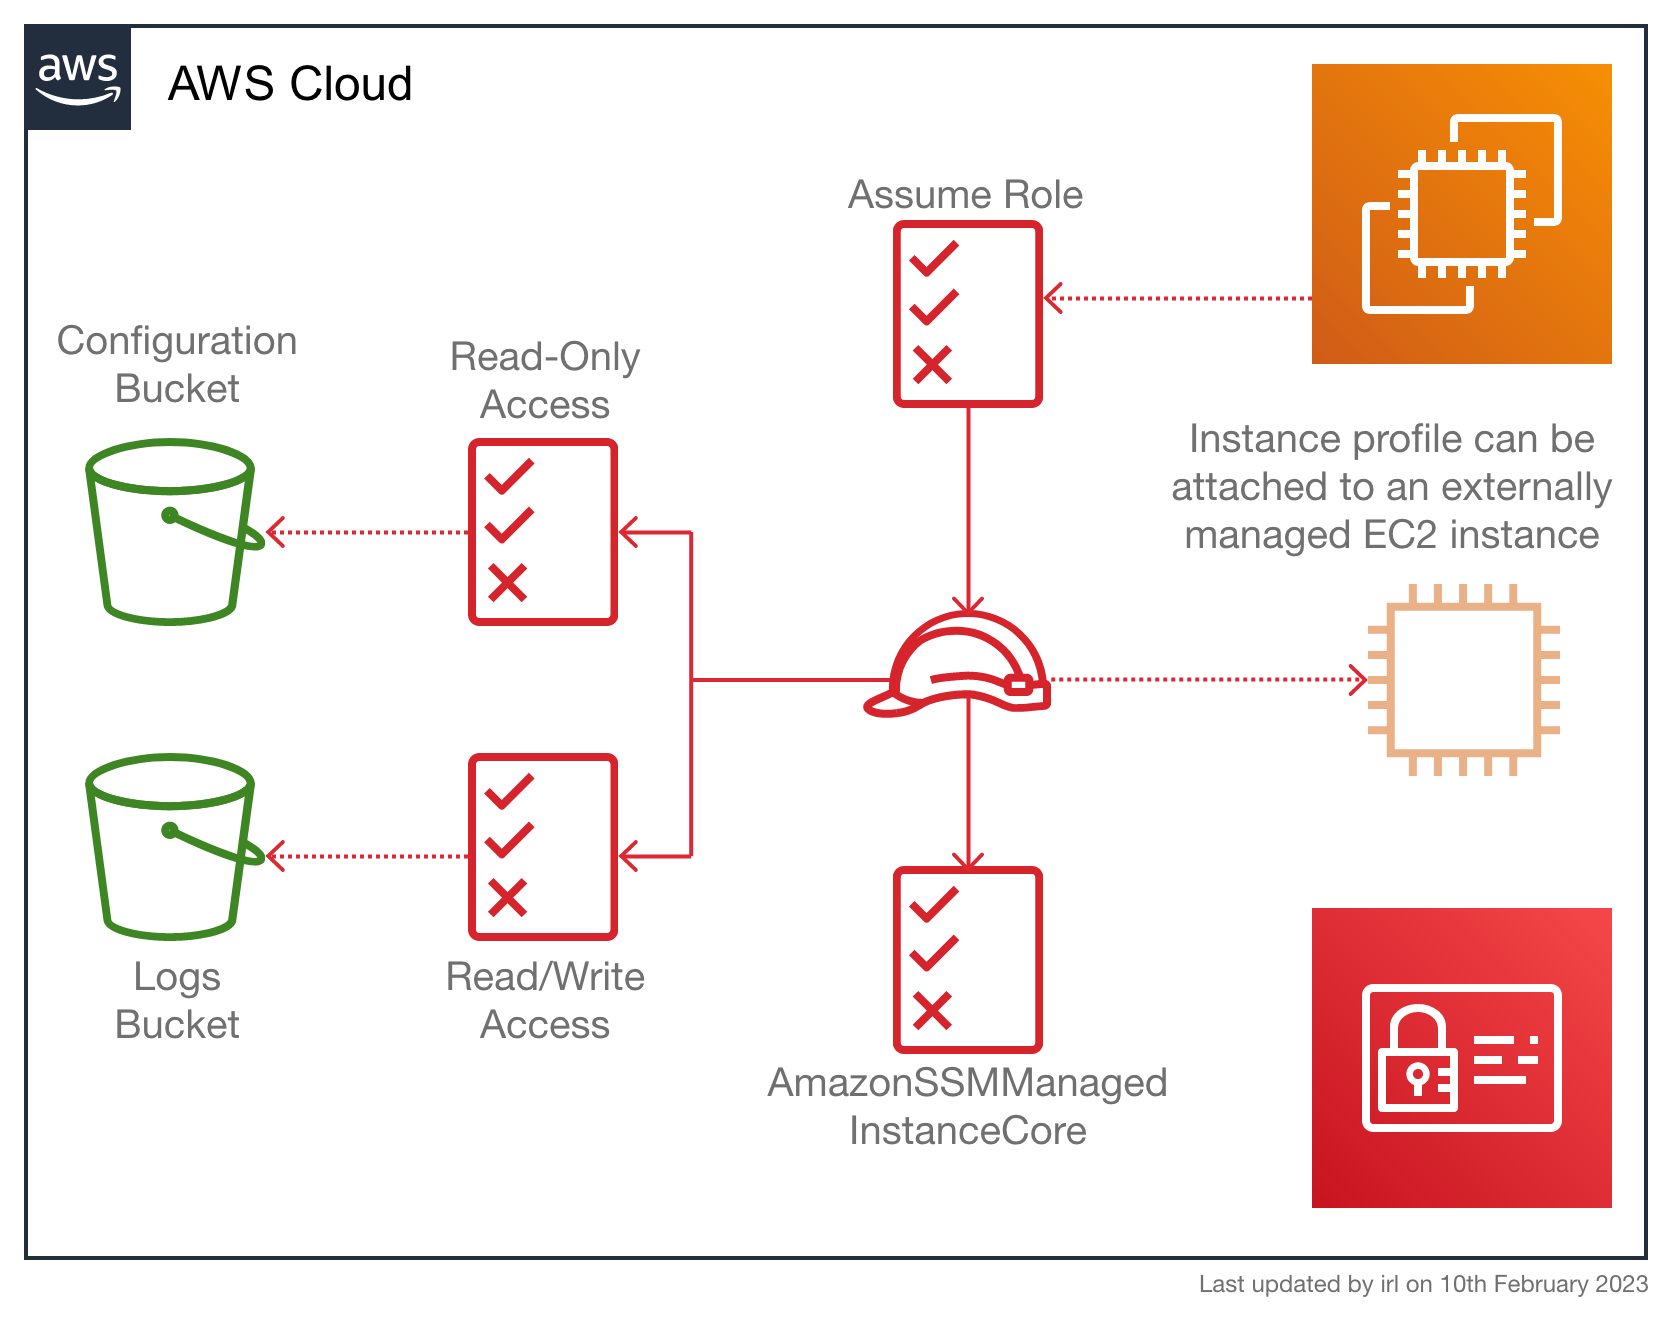 aws
AWS Cloud
Assume Role
Configuration
Bucket
Read-Only
Access
Instance profile can be
attached to an externally
managed EC2 instance
Logs
Bucket
Read/Write
Access
AmazonSSMManaged
InstanceCore
Last updated by irl on 10th February 2023